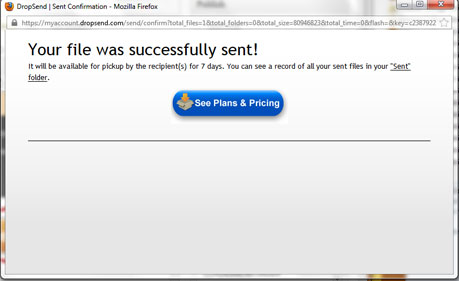 DropSend | Sent Confirmation - Mozilla Firefox
https://myaccount.dropsend.com/send/confirm?total_files=1&total_folders=0&total_size=80946823&total_time=0&flash=&key=c2387922
Your file was successfully sent!
It will be available for pickup by the recipient(s) for 7 days. You can see a record of all your sent files in your "Sent"
folder.
See Plans & Pricing